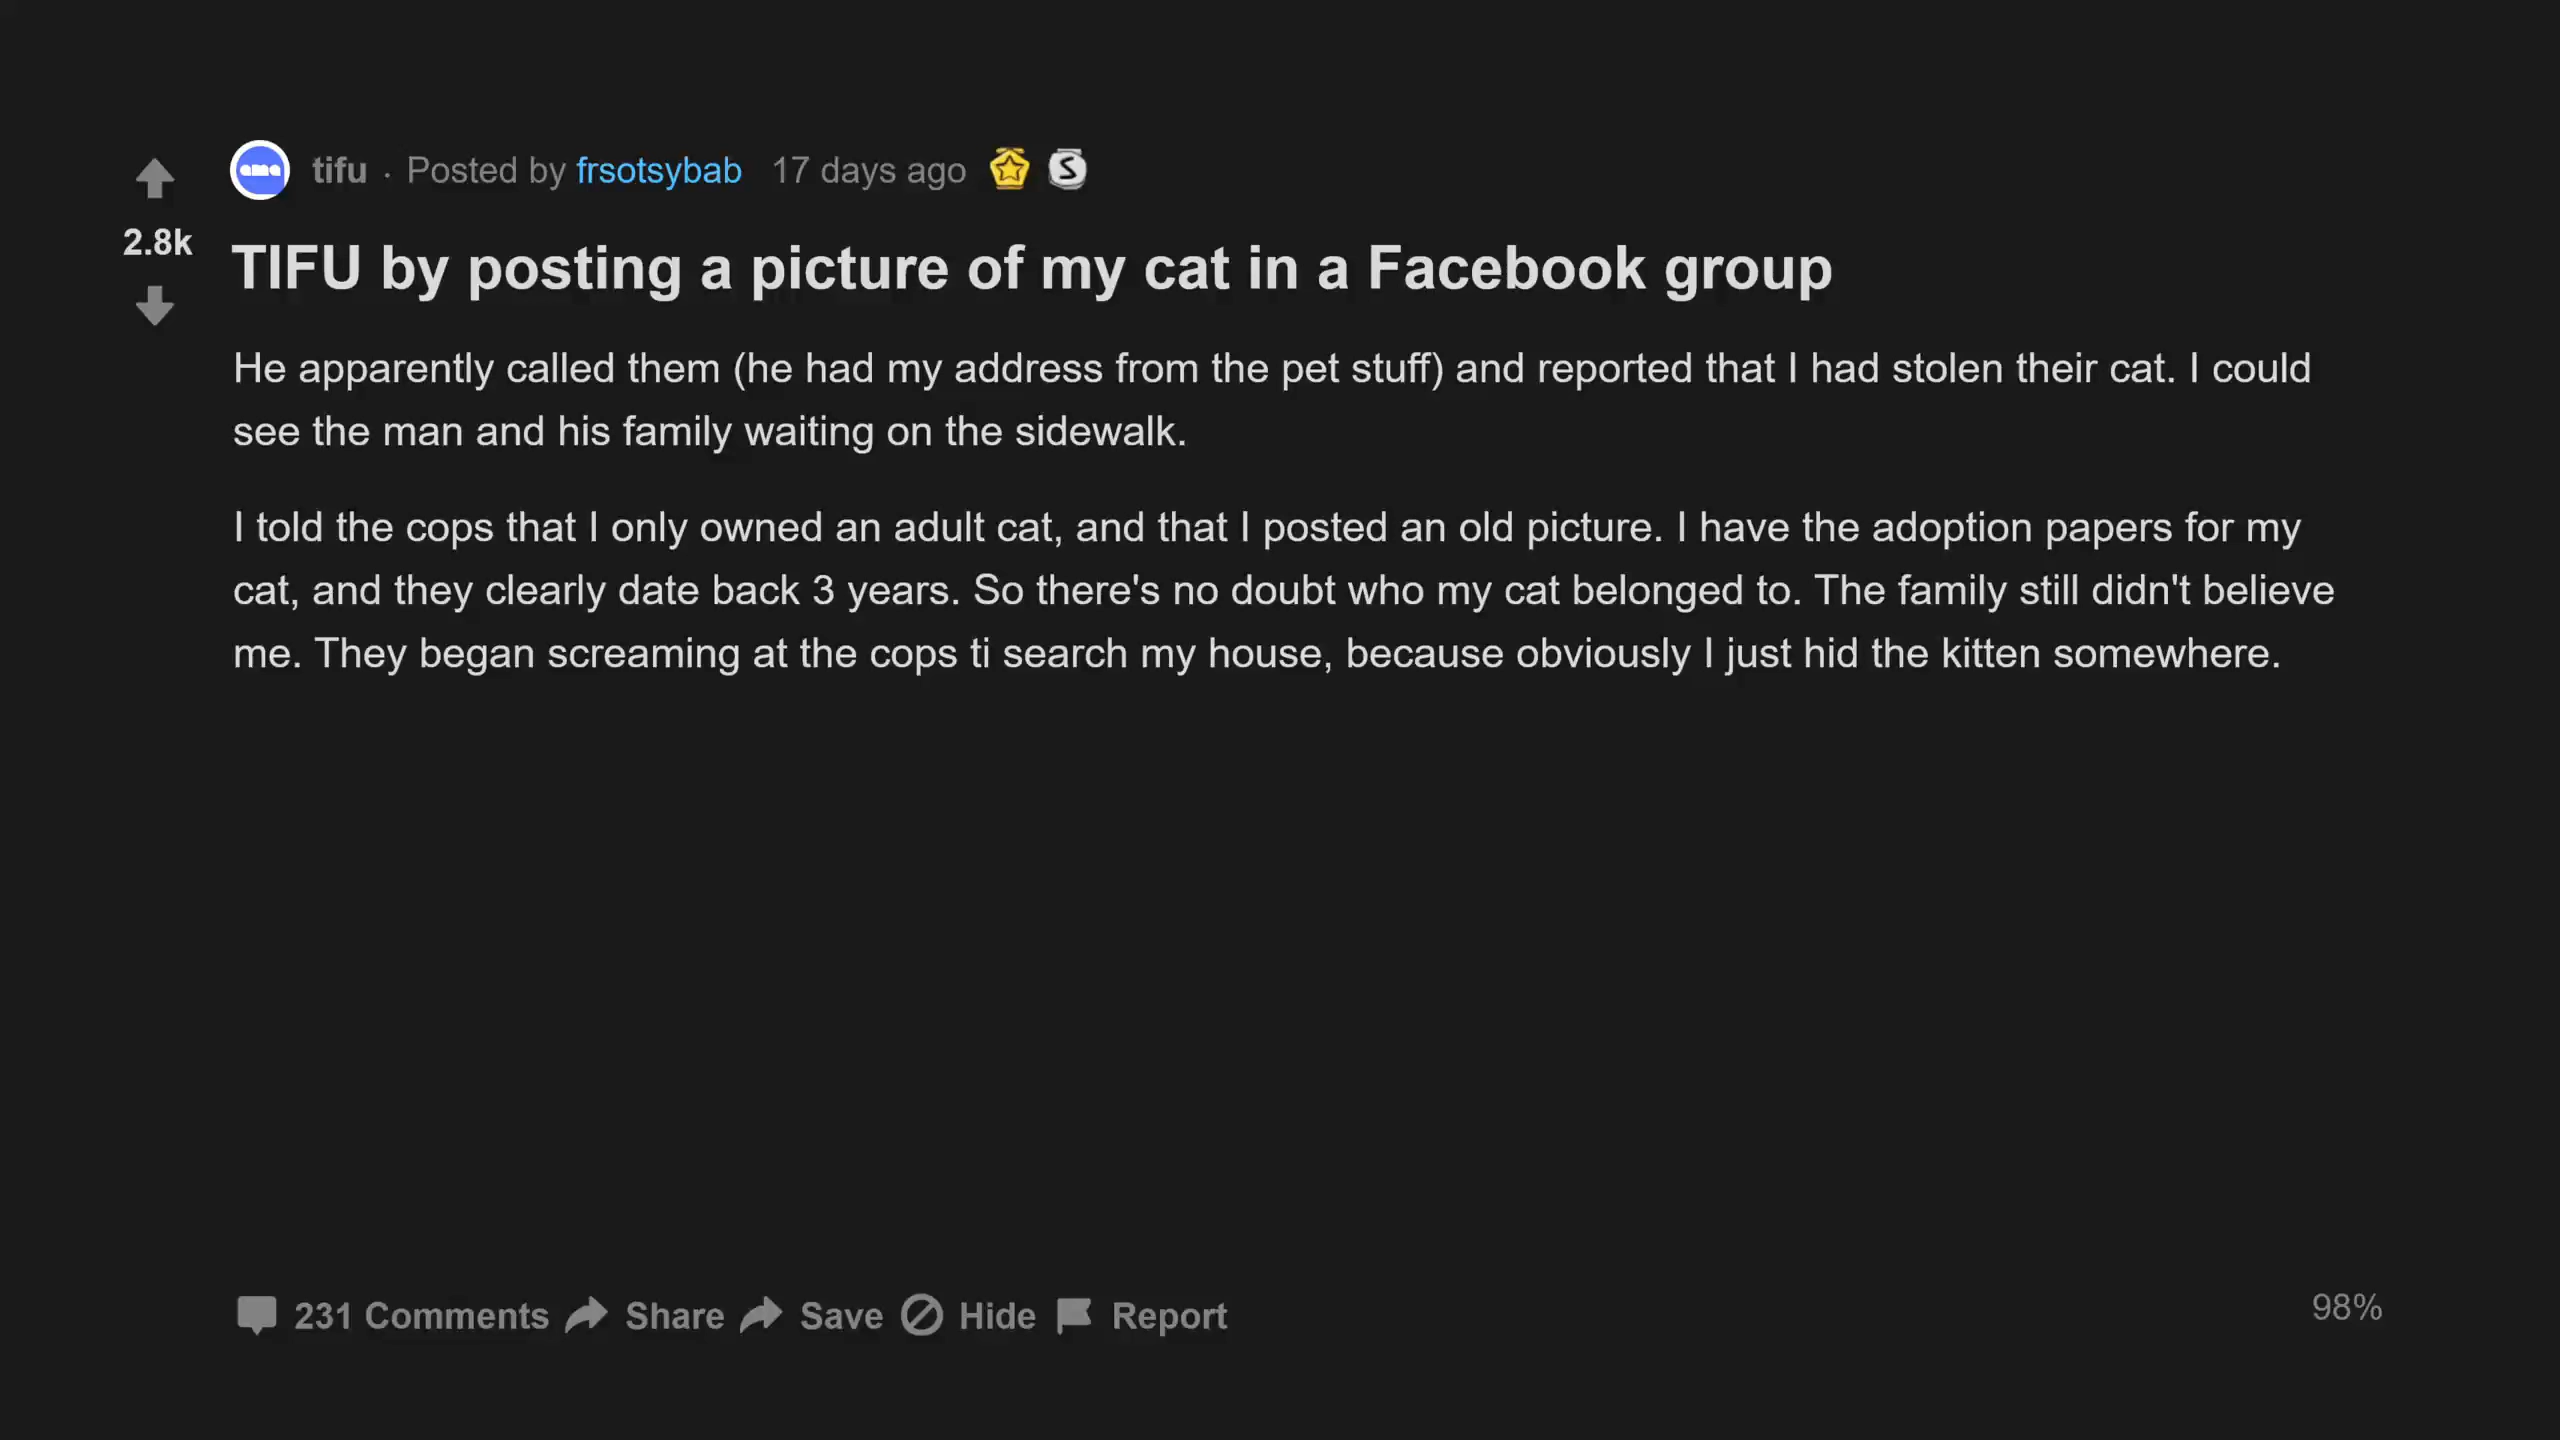 ama tifu · Posted by frsotsybab 17 days ago S
2.8k
TIFU by posting a picture of my cat in a Facebook group
He apparently called them (he had my address from the pet stuff) and reported that I had stolen their cat. I could
see the man and his family waiting on the sidewalk.
I told the cops that I only owned an adult cat, and that I posted an old picture. I have the adoption papers for my
cat, and they clearly date back 3 years. So there's no doubt who my cat belonged to. The family still didn't believe
me. They began screaming at the cops ti search my house, because obviously I just hid the kitten somewhere.
231 Comments Share Save Hide Report 98%